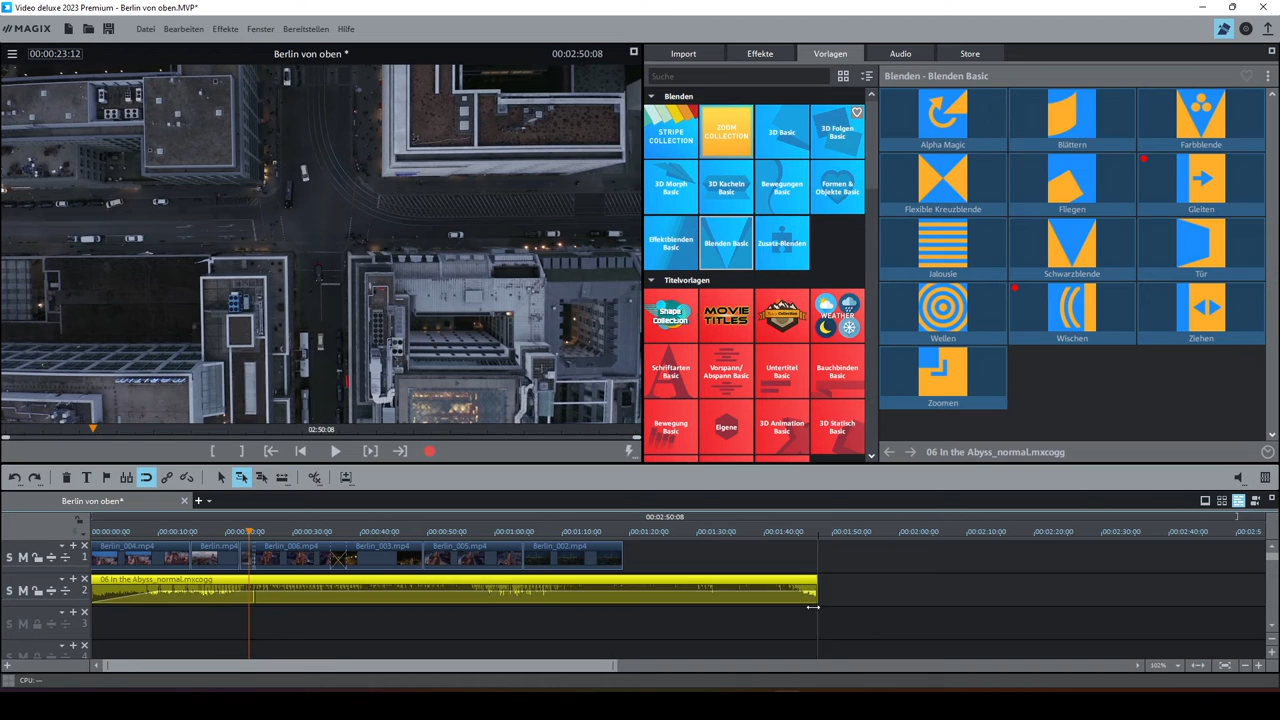 Video deluxe 2023 Premium - Berlin von oben.MVP*
MAGIX
Datei Bearbeiten Effekte Fenster Bereitstellen Hilfe
00:00:23:12 Berlin von oben * 00:02:50:08
Import Effekte Vorlagen Audio Store
Suche
Blenden - Blenden Basic
Blenden
STRIPE COLLECTION
ZOOM COLLECTION
3D Basic
3D Folgen Basic
3D Morph Basic
3D Kacheln Basic
Bewegungen Basic
Formen & Objekte Basic
Effektblenden Basic
Blenden Basic
Zusatz-Blenden
Titelvorlagen
Shape Collection
MOVIE TITLES
WEATHER
Schriftarten Basic
Vorspann/ Abspann Basic
Untertitel Basic
Bauchbinden Basic
Bewegung Basic
Eigene
3D Animation Basic
3D Statisch Basic
Alpha Magic Blättern Farbblende
Flexible Kreuzblende Fliegen Gleiten
Jalousie Schwarzblende Tür
Wellen Wischen Ziehen
Zoomen
02:50:08
06 In the Abyss_normal.mxcogg
Berlin von oben*
00:02:50:08
00:00:00:00 00:00:10:00 00:00:30:00 00:00:40:00 00:00:50:00 00:01:00:00 00:01:10:00 00:01:20:00 00:01:30:00 00:01:40:00 00:01:50:00 00:02:00:00 00:02:10:00 00:02:20:00 00:02:30:00 00:02:40:00 00:02:5
S M 1
Berlin_004.mp4 Berlin.mp4 Berlin_006.mp4 Berlin_003.mp4 Berlin_005.mp4 Berlin_002.mp4
S M 2
06 In the Abyss_normal.mxcogg
S M 3
S M 4
102%
CPU: —